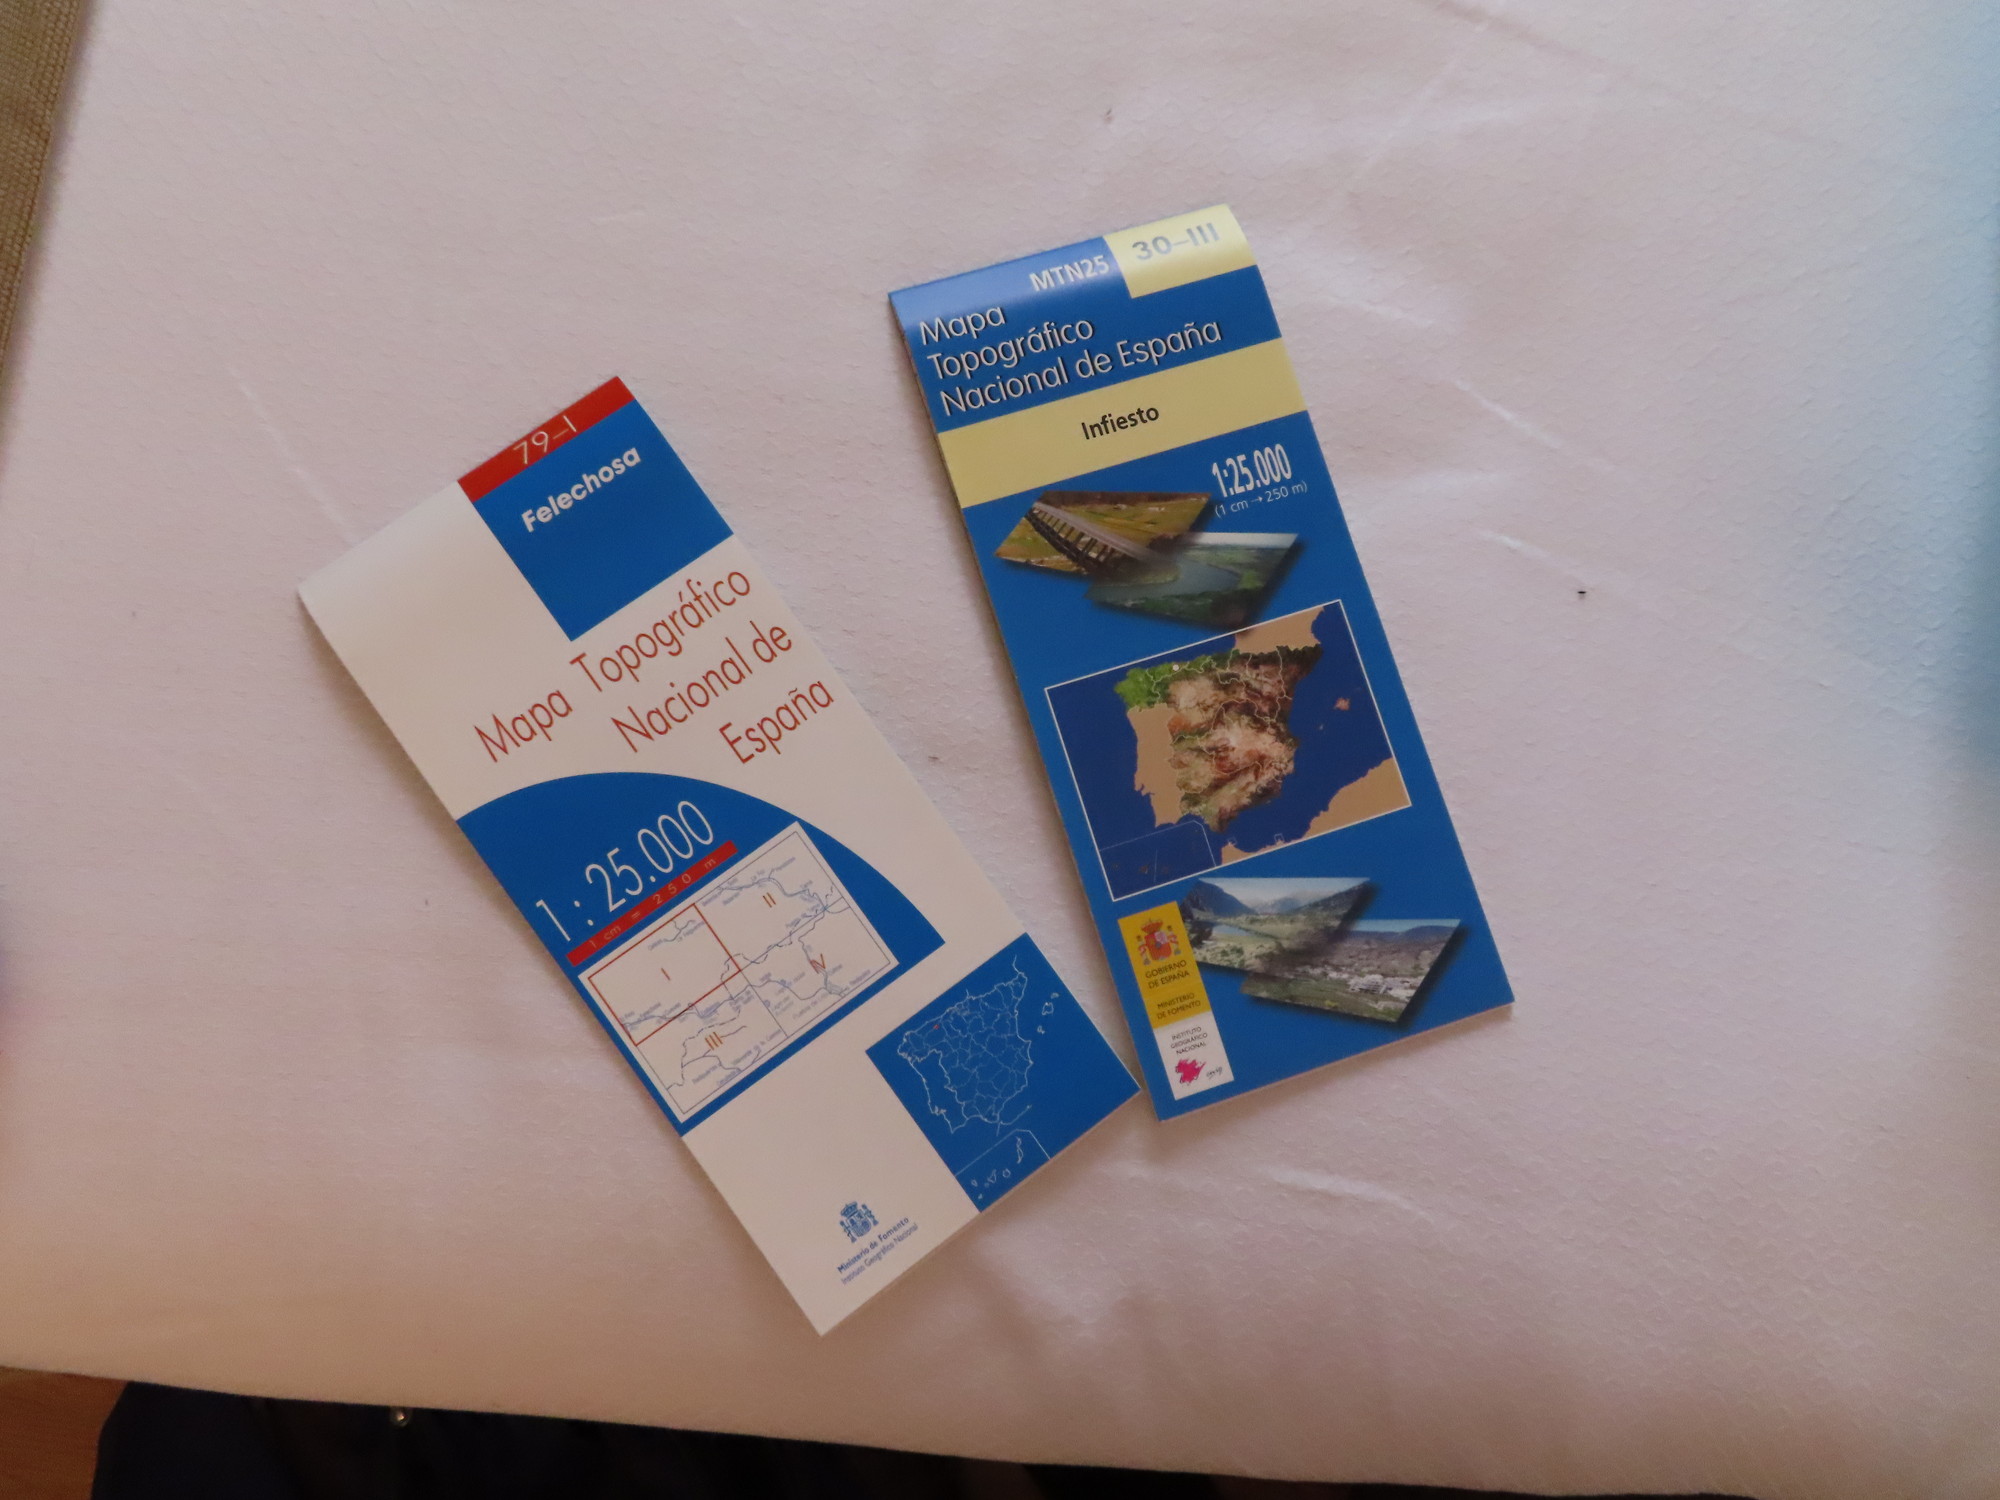 79-I
Felechosa
Mapa Topográfico
Nacional de
España
1:25.000
1 cm = 250 m
I
II
III
IV
Ministerio de Fomento
Instituto Geográfico Nacional
MTN25
30-III
Mapa
Topográfico
Nacional de España
Infiesto
1:25.000
(1 cm → 250 m)
GOBIERNO
DE ESPAÑA
MINISTERIO
DE FOMENTO
INSTITUTO
GEOGRÁFICO
NACIONAL